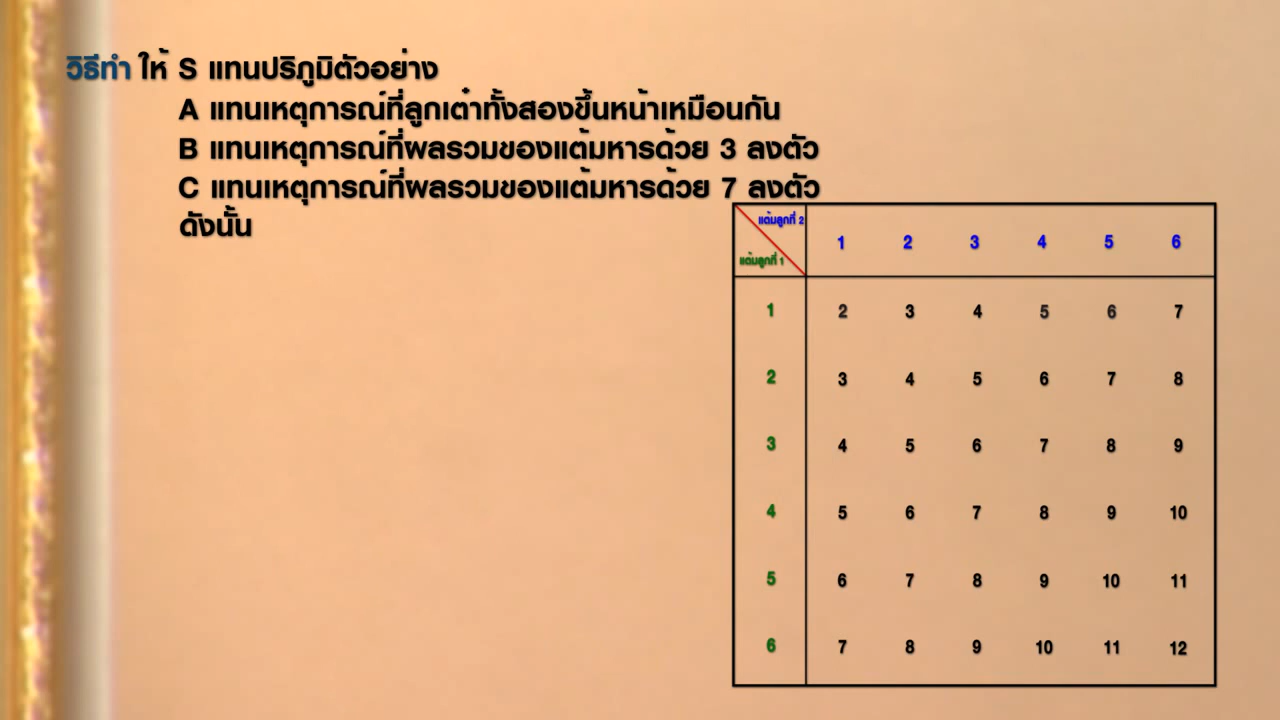 วิธีทำ ให้ S แทนปริภูมิตัวอย่าง
A แทนเหตุการณ์ที่ลูกเต๋าทั้งสองขึ้นหน้าเหมือนกัน
B แทนเหตุการณ์ที่ผลรวมของแต้มหารด้วย 3 ลงตัว
C แทนเหตุการณ์ที่ผลรวมของแต้มหารด้วย 7 ลงตัว
ดังนั้น
แต้มลูกที่ 2
แต้มลูกที่ 1
1 2 3 4 5 6
1 2 3 4 5 6 7
2 3 4 5 6 7 8
3 4 5 6 7 8 9
4 5 6 7 8 9 10
5 6 7 8 9 10 11
6 7 8 9 10 11 12